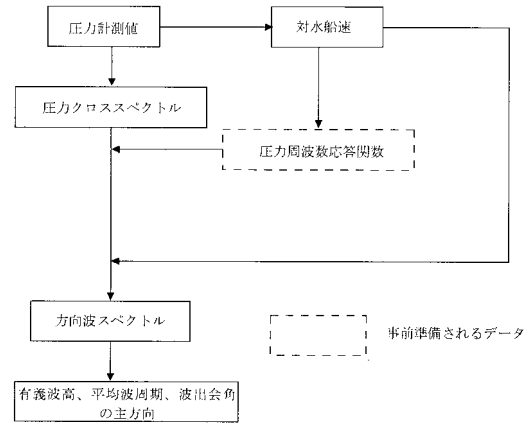 圧力計測値
対水船速
圧力クロススペクトル
圧力周波数応答関数
方向波スペクトル
事前準備されるデータ
有義波高、平均波周期、波出会角
の主方向